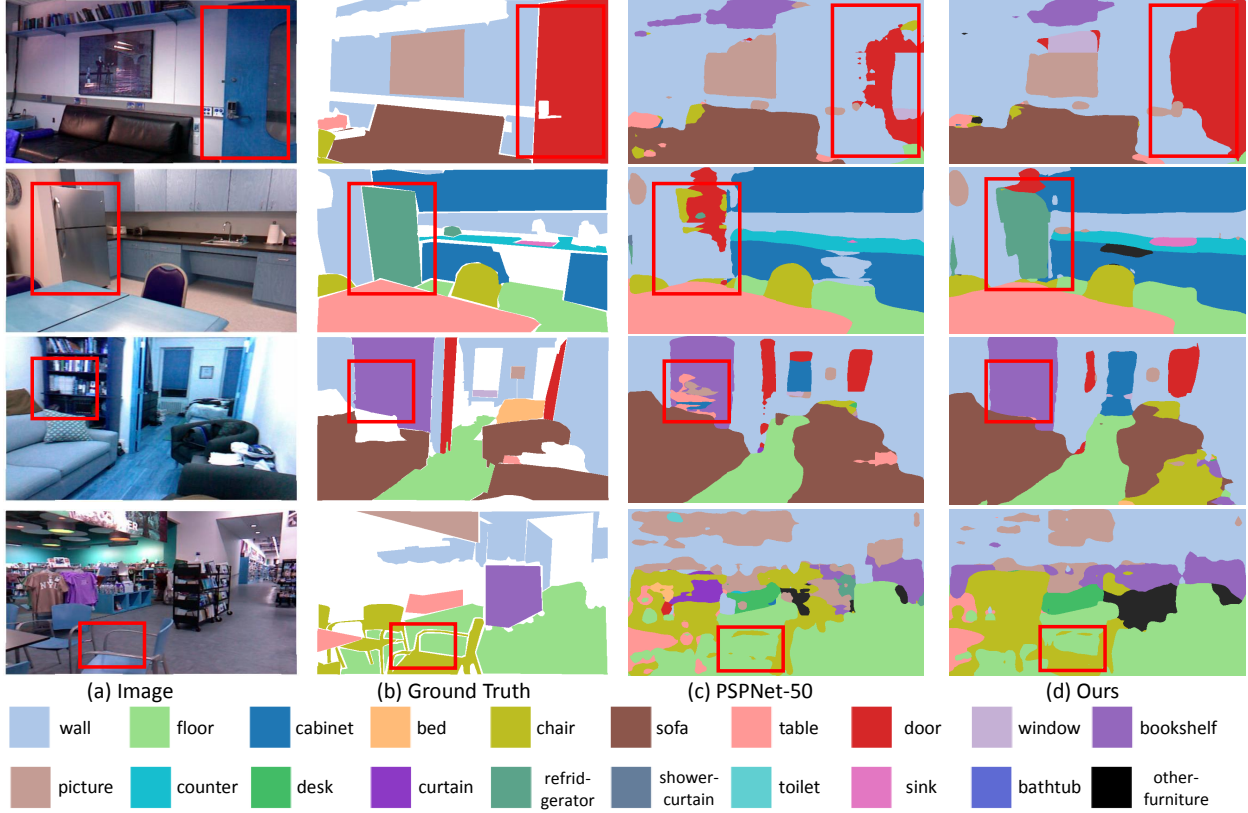 (a) Image (b) Ground Truth (c) PSPNet-50 (d) Ours
wall floor cabinet bed chair sofa table door window bookshelf
picture counter desk curtain refrid-
gerator shower-
curtain toilet sink bathtub other-
furniture